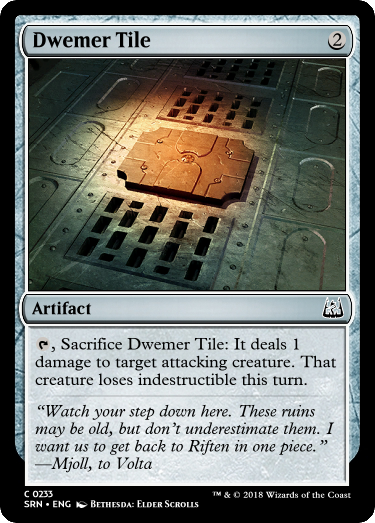 Dwemer Tile 2
Artifact
, Sacrifice Dwemer Tile: It deals 1
damage to target attacking creature. That
creature loses indestructible this turn.
“Watch your step down here. These ruins
may be old, but don’t underestimate them. I
want us to get back to Riften in one piece.”
—Mjoll, to Volta
C 0233
SRN • ENG BETHESDA: ELDER SCROLLS
™ & © 2018 Wizards of the Coast